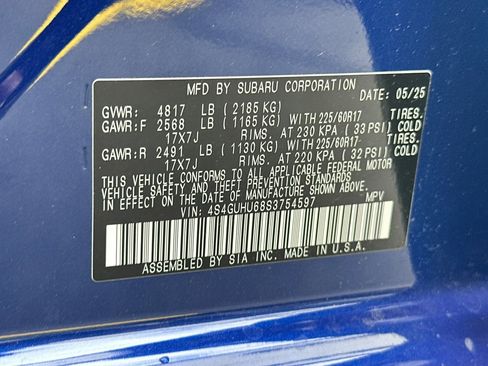 MFD BY SUBARU CORPORATION
DATE: 05/25
GVWR: 4817 LB (2185 KG)
GAWR:F 2568 LB (1165 KG) WITH 225/60R17 TIRES.
17X7J RIMS. AT 230 KPA (33 PSI) COLD
GAWR:R 2491 LB (1130 KG) WITH 225/60R17 TIRES.
17X7J RIMS. AT 220 KPA (32 PSI) COLD
THIS VEHICLE CONFORMS TO ALL APPLICABLE FEDERAL MOTOR
VEHICLE SAFETY AND THEFT PREVENTION STANDARDS IN EFFECT
ON THE DATE OF MANUFACTURE SHOWN ABOVE.
VIN: 4S4GUHU68S3754597 MPV
ASSEMBLED BY SIA INC. MADE IN U.S.A.